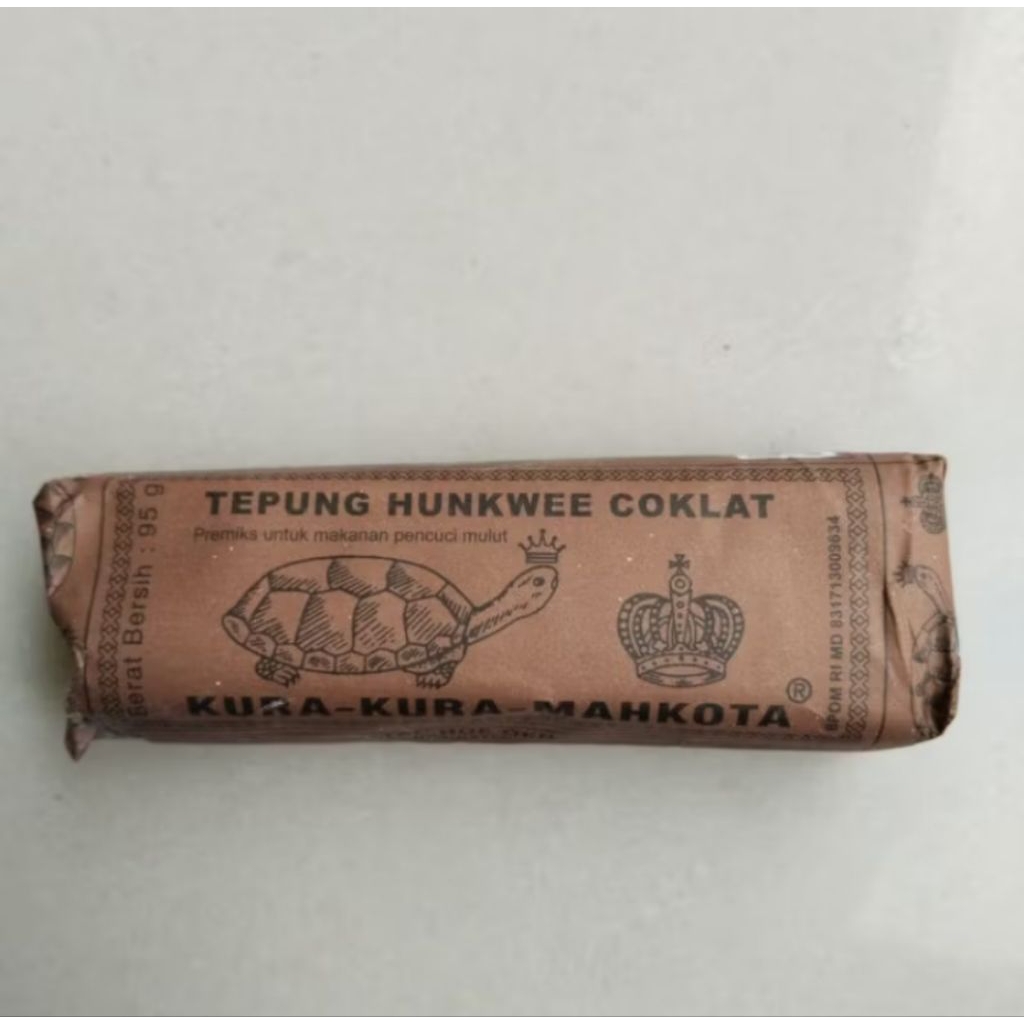 TEPUNG HUNKWEE COKLAT
Premiks untuk makanan pencuci mulut
Berat Bersih : 95 g
KURA-KURA-MAHKOTA ®
BPOM RI MD 831713009634